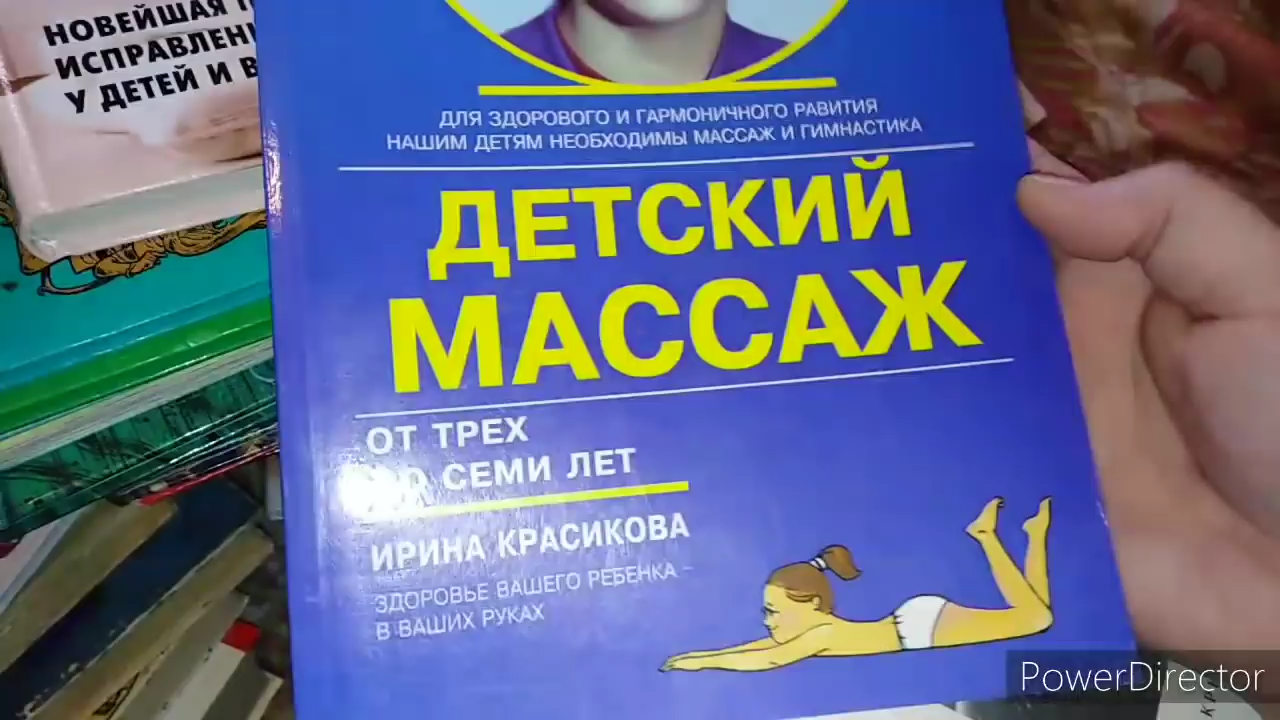 НОВЕЙШАЯ
ИСПРАВЛЕН
У ДЕТЕЙ И В
ДЛЯ ЗДОРОВОГО И ГАРМОНИЧНОГО РАВИТИЯ
НАШИМ ДЕТЯМ НЕОБХОДИМЫ МАССАЖ И ГИМНАСТИКА
ДЕТСКИЙ
МАССАЖ
ОТ ТРЕХ
ДО СЕМИ ЛЕТ
ИРИНА КРАСИКОВА
ЗДОРОВЬЕ ВАШЕГО РЕБЕНКА –
В ВАШИХ РУКАХ
PowerDirector